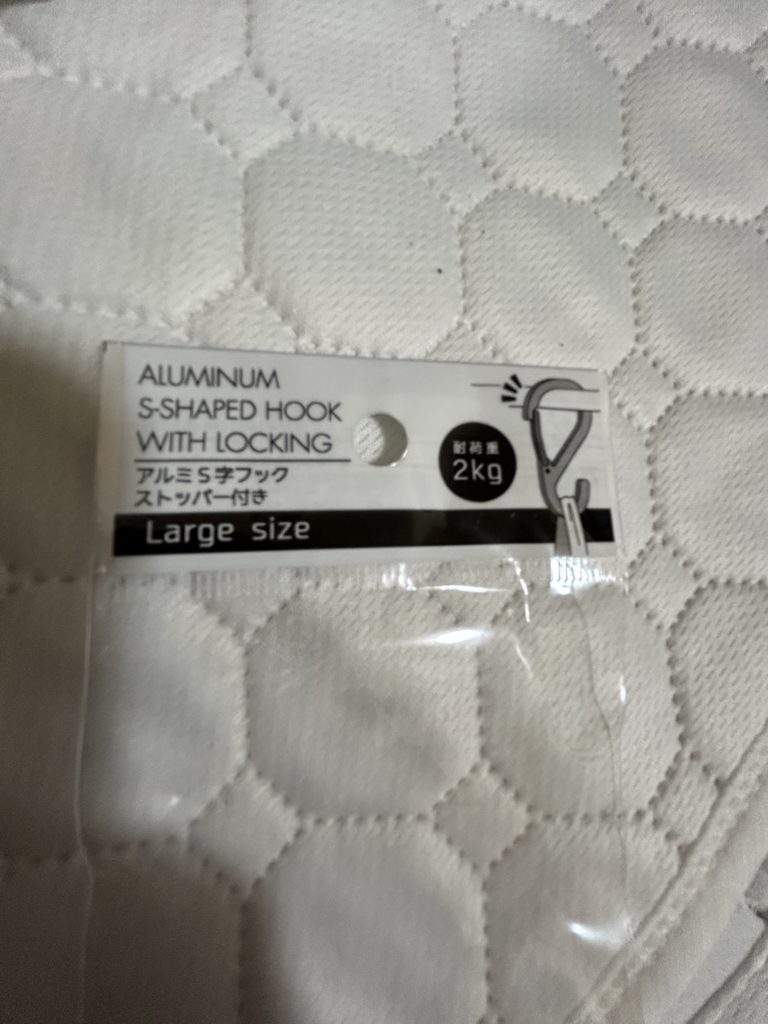 ALUMINUM
S-SHAPED HOOK
WITH LOCKING
アルミS字フック
ストッパー付き
Large size
耐荷重
2kg